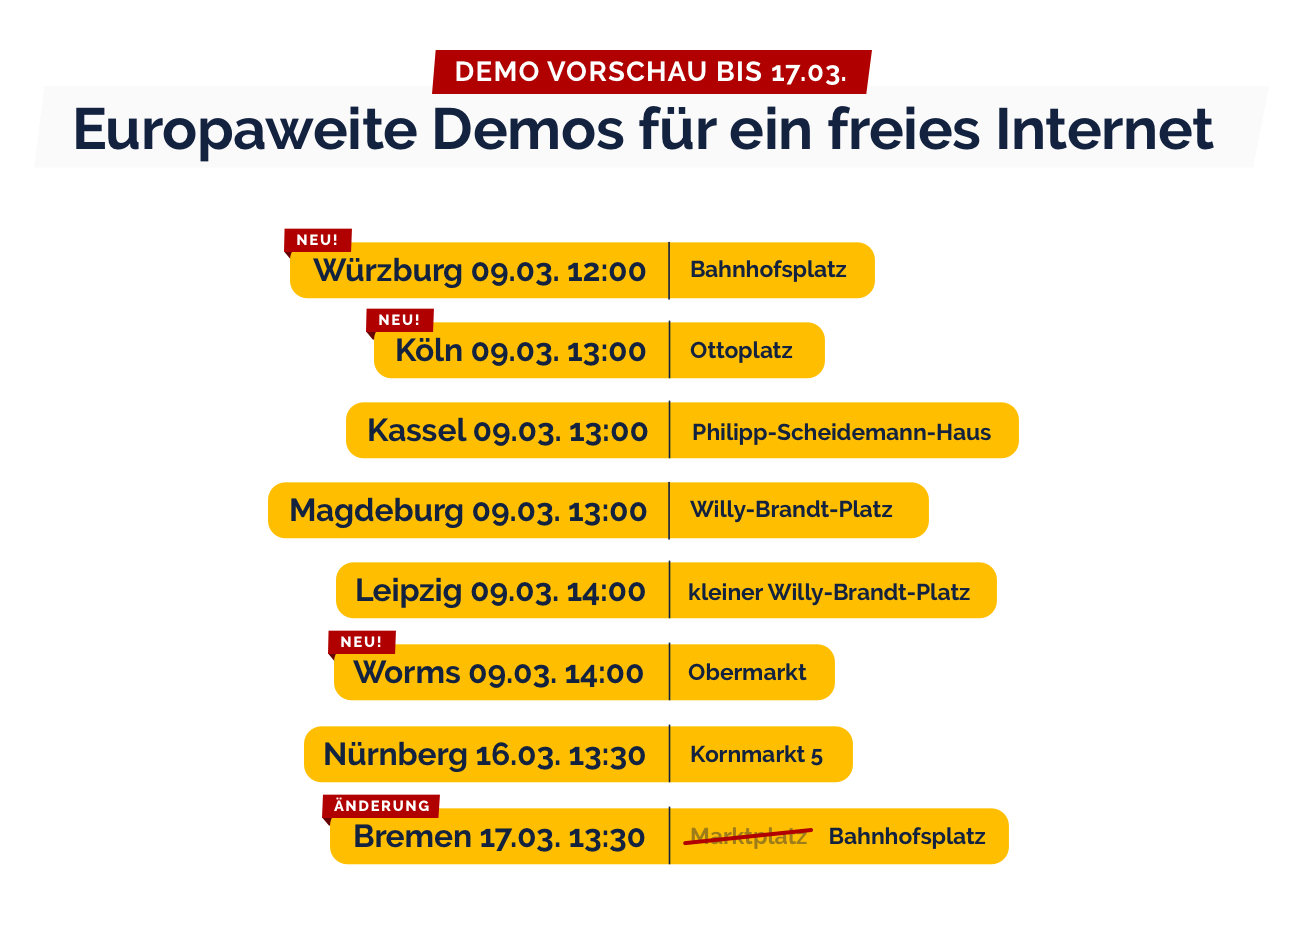 DEMO VORSCHAU BIS 17.03.
Europaweite Demos für ein freies Internet
NEU!
Würzburg 09.03. 12:00 Bahnhofsplatz
NEU!
Köln 09.03. 13:00 Ottoplatz
Kassel 09.03. 13:00 Philipp-Scheidemann-Haus
Magdeburg 09.03. 13:00 Willy-Brandt-Platz
Leipzig 09.03. 14:00 kleiner Willy-Brandt-Platz
NEU!
Worms 09.03. 14:00 Obermarkt
Nürnberg 16.03. 13:30 Kornmarkt 5
ÄNDERUNG
Bremen 17.03. 13:30 Marktplatz Bahnhofsplatz